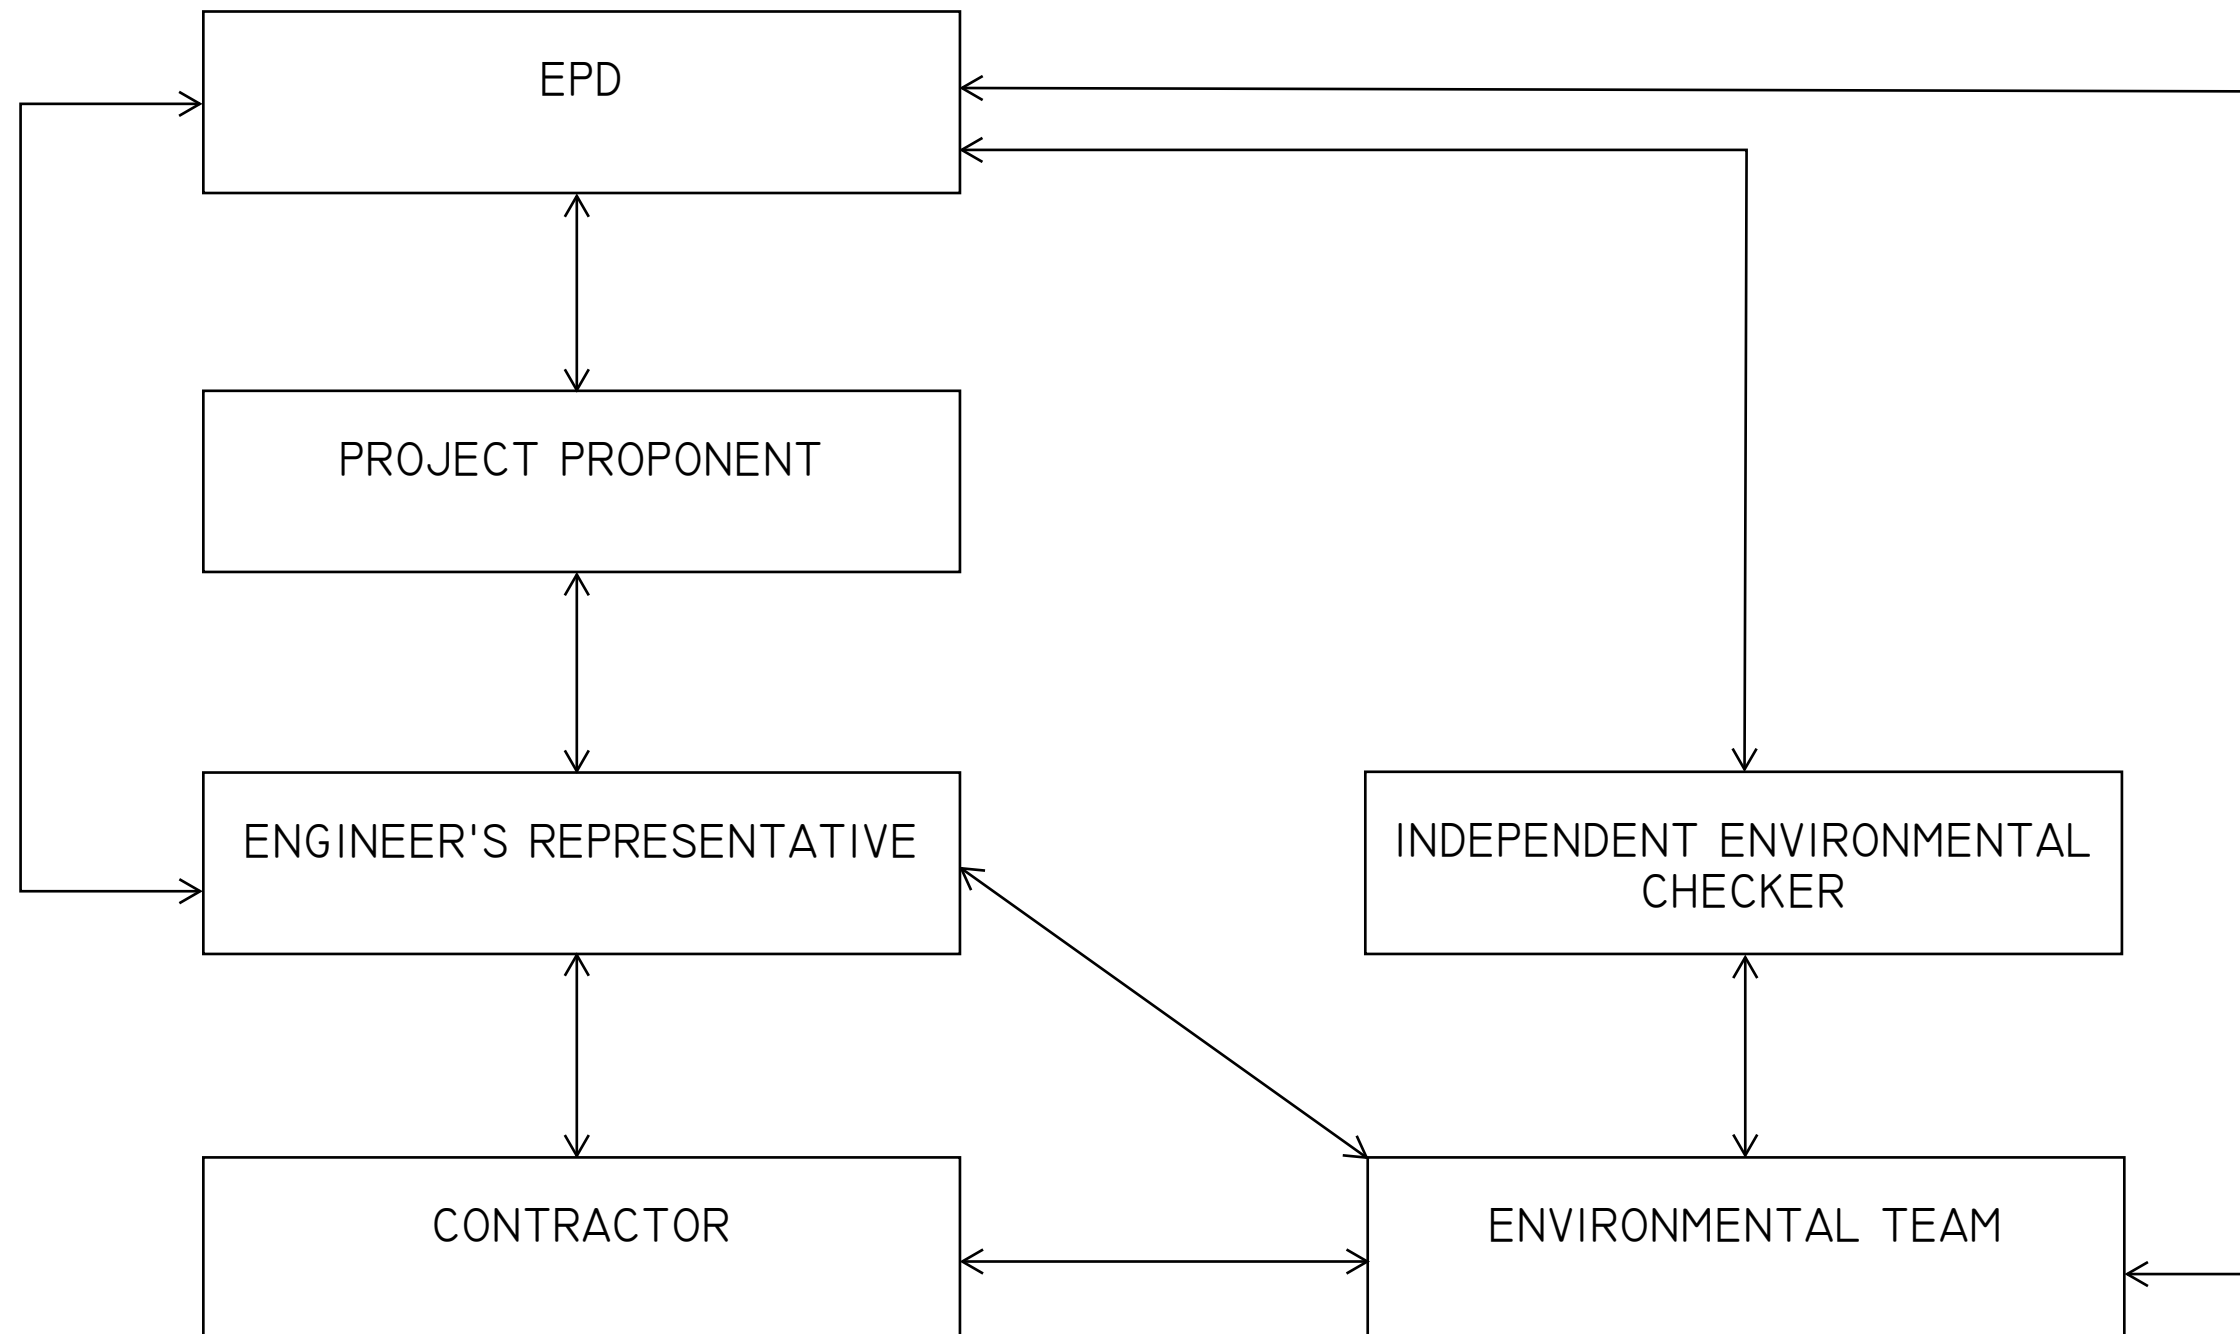 EPD
PROJECT PROPONENT
ENGINEER'S REPRESENTATIVE
INDEPENDENT ENVIRONMENTAL
CHECKER
CONTRACTOR
ENVIRONMENTAL TEAM